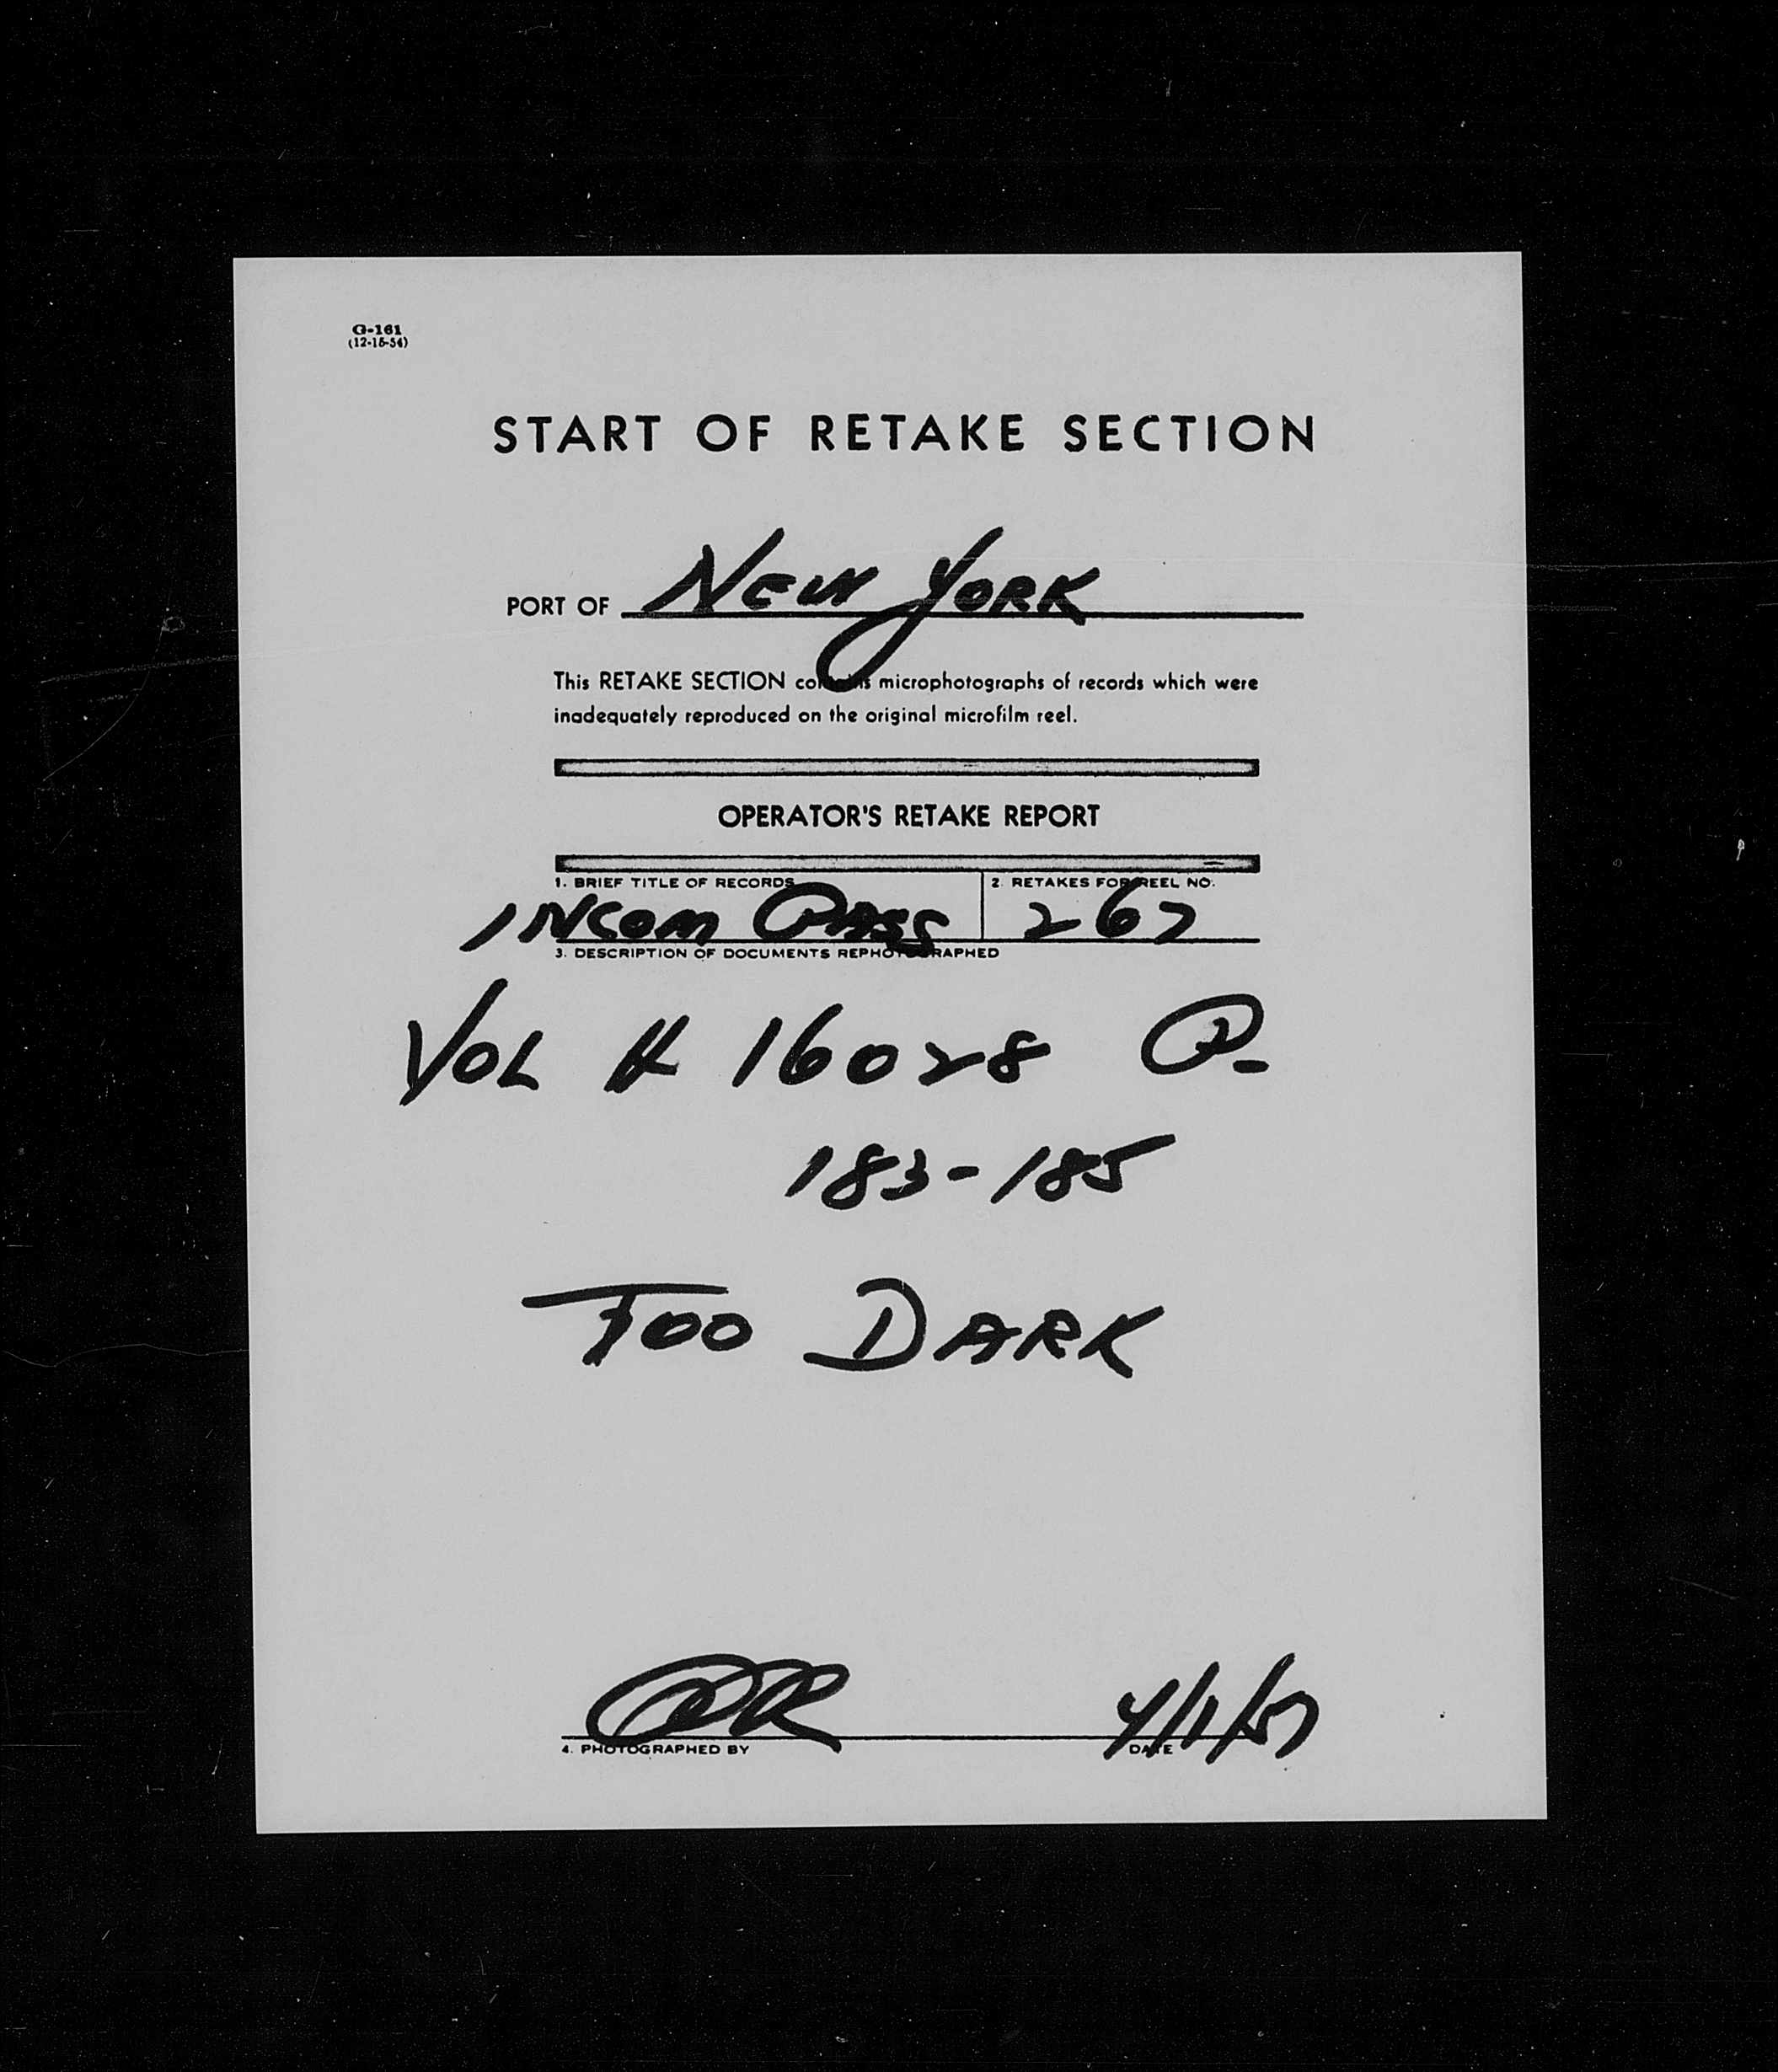 G-161
(12-15-54)
START OF RETAKE SECTION
PORT OF NEW YORK
This RETAKE SECTION contains microphotographs of records which were
inadequately reproduced on the original microfilm reel.
OPERATOR'S RETAKE REPORT
1. BRIEF TITLE OF RECORDS 2. RETAKES FOR REEL NO.
INCOM PASS 267
3. DESCRIPTION OF DOCUMENTS REPHOTOGRAPHED
VOL # 16028 P.
183-185
TOO DARK
4/1/57
4. PHOTOGRAPHED BY DATE